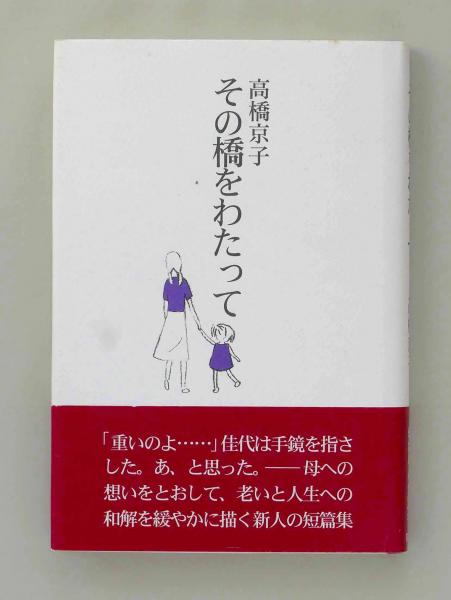 高橋京子
その橋をわたって
「重いのよ……」佳代は手鏡を指さ
した。あ、と思った。――母への
想いをとおして、老いと人生への
和解を緩やかに描く新人の短篇集